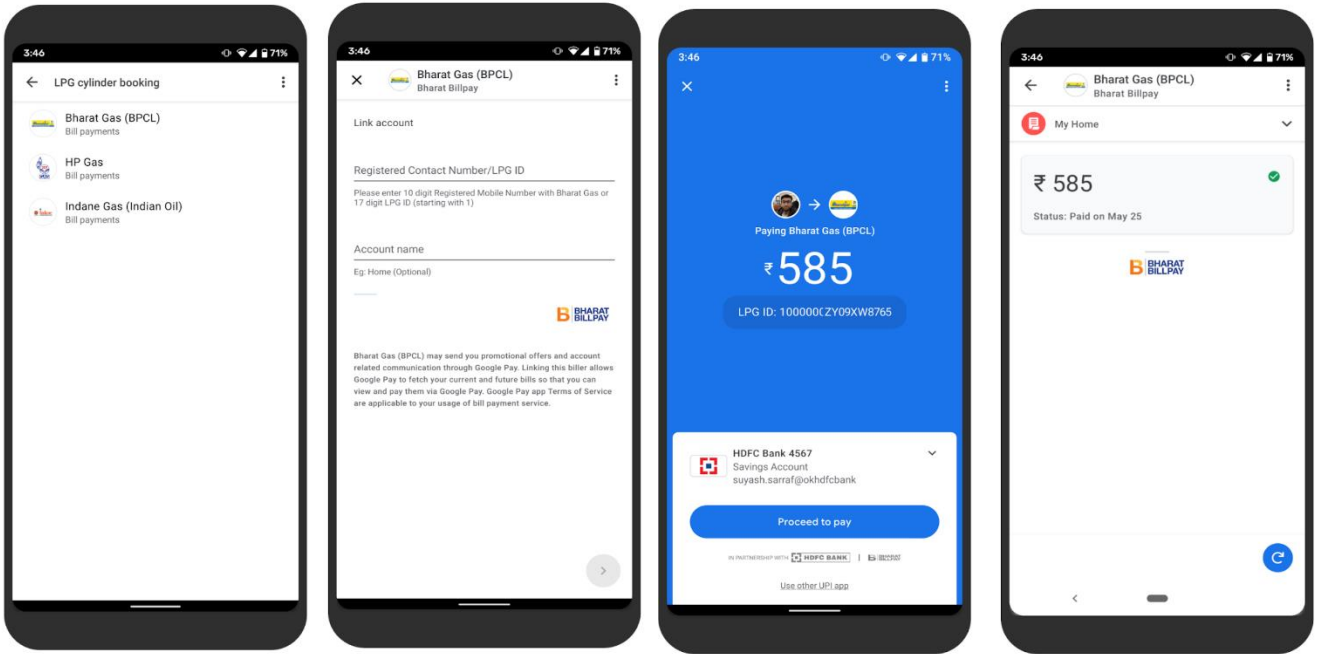 3:46
71%
LPG cylinder booking
Bharat Gas (BPCL)
Bill payments
HP Gas
Bill payments
Indane Gas (Indian Oil)
Bill payments
3:46
71%
Bharat Gas (BPCL)
Bharat Billpay
Link account
Registered Contact Number/LPG ID
Please enter 10 digit Registered Mobile Number with Bharat Gas or
17 digit LPG ID (starting with 1)
Account name
Eg: Home (Optional)
B BHARAT
BILLPAY
Bharat Gas (BPCL) may send you promotional offers and account
related communication through Google Pay. Linking this biller allows
Google Pay to fetch your current and future bills so that you can
view and pay them via Google Pay. Google Pay app Terms of Service
are applicable to your usage of bill payment service.
3:46
71%
Paying Bharat Gas (BPCL)
₹585
LPG ID: 100000CZY09XW8765
HDFC Bank 4567
Savings Account
suyash.sarraf@okhdfcbank
Proceed to pay
IN PARTNERSHIP WITH HDFC BANK | B BHARAT BILLPAY
Use other UPI app
3:46
71%
Bharat Gas (BPCL)
Bharat Billpay
My Home
₹ 585
Status: Paid on May 25
B BHARAT
BILLPAY